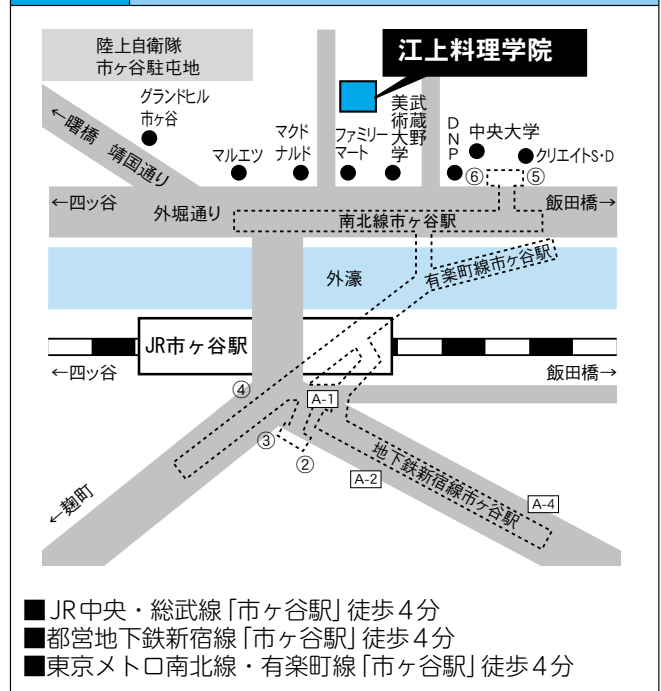 陸上自衛隊
市ヶ谷駐屯地
江上料理学院
グランドヒル
市ヶ谷
←曙橋 靖国通り
マルエツ
マクド
ナルド
ファミリー
マート
武蔵野
美術大学
DNP
中央大学
クリエイトS・D
⑥
⑤
←四ッ谷
外堀通り
飯田橋→
南北線市ヶ谷駅
有楽町線市ヶ谷駅
外濠
JR市ヶ谷駅
←四ッ谷
飯田橋→
④
A-1
③
②
A-2
地下鉄新宿線市ヶ谷駅
A-4
←麹町
■JR中央・総武線「市ヶ谷駅」徒歩4分
■都営地下鉄新宿線「市ヶ谷駅」徒歩4分
■東京メトロ南北線・有楽町線「市ヶ谷駅」徒歩4分